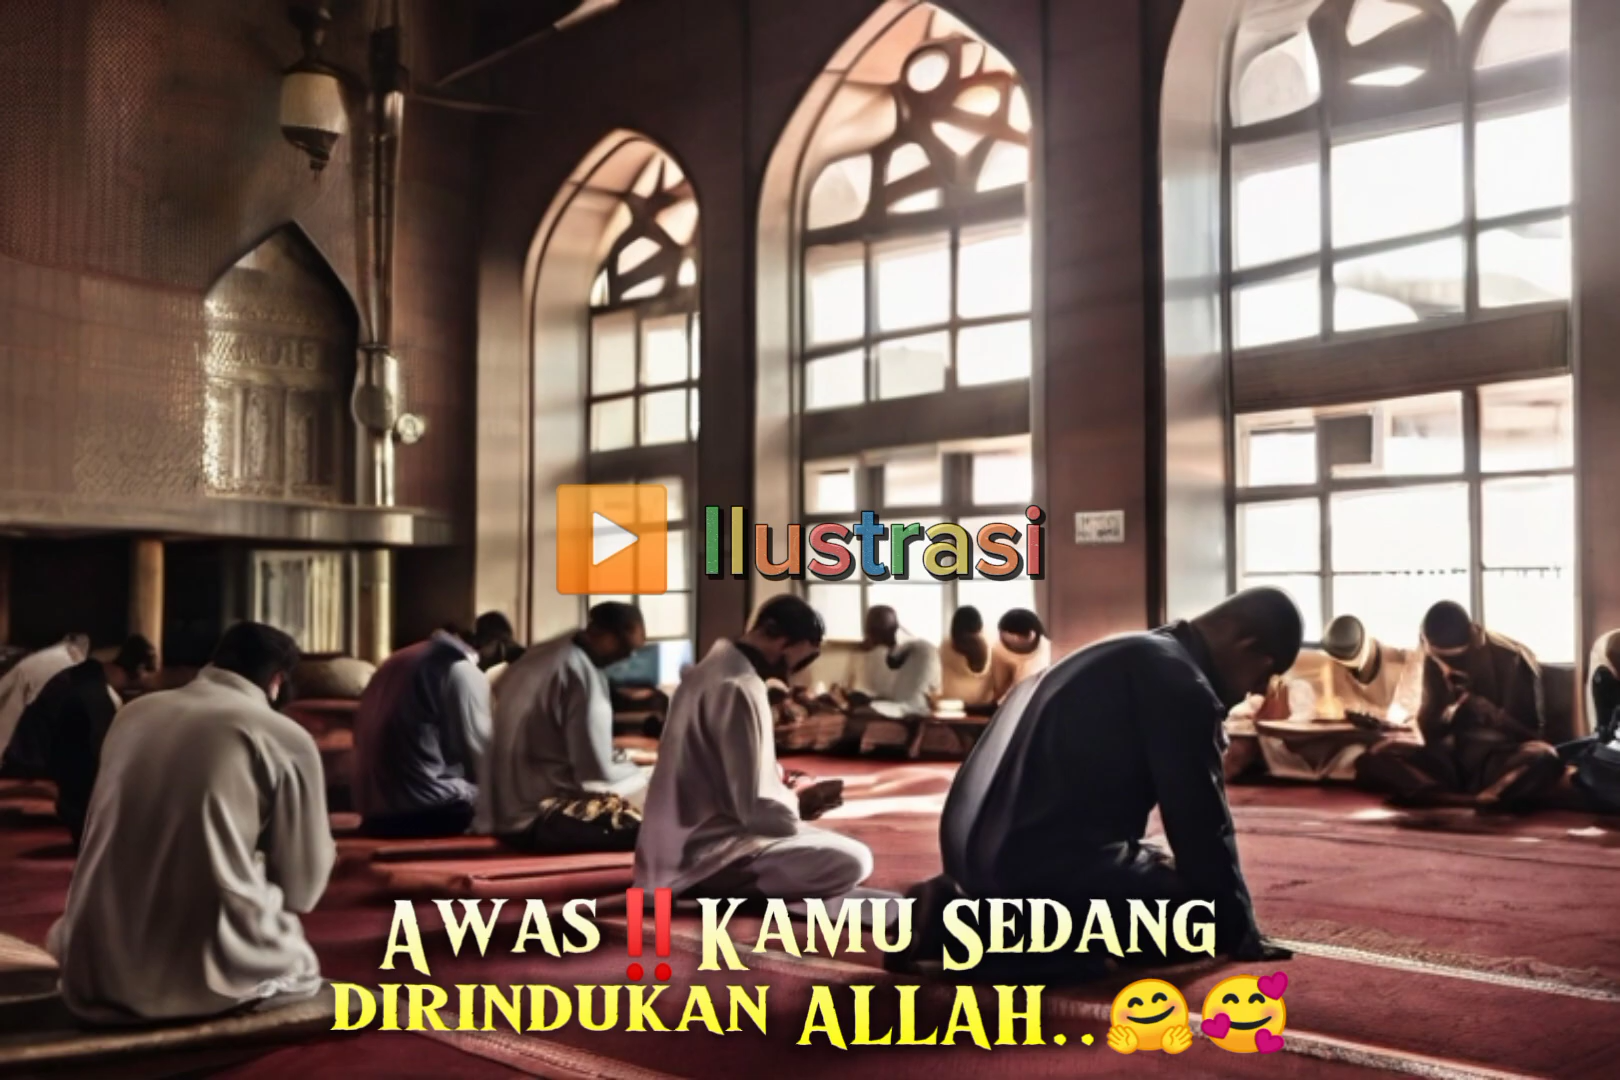 ▶️ Ilustrasi
AWAS‼️KAMU SEDANG
DIRINDUKAN ALLAH..🤗🥰